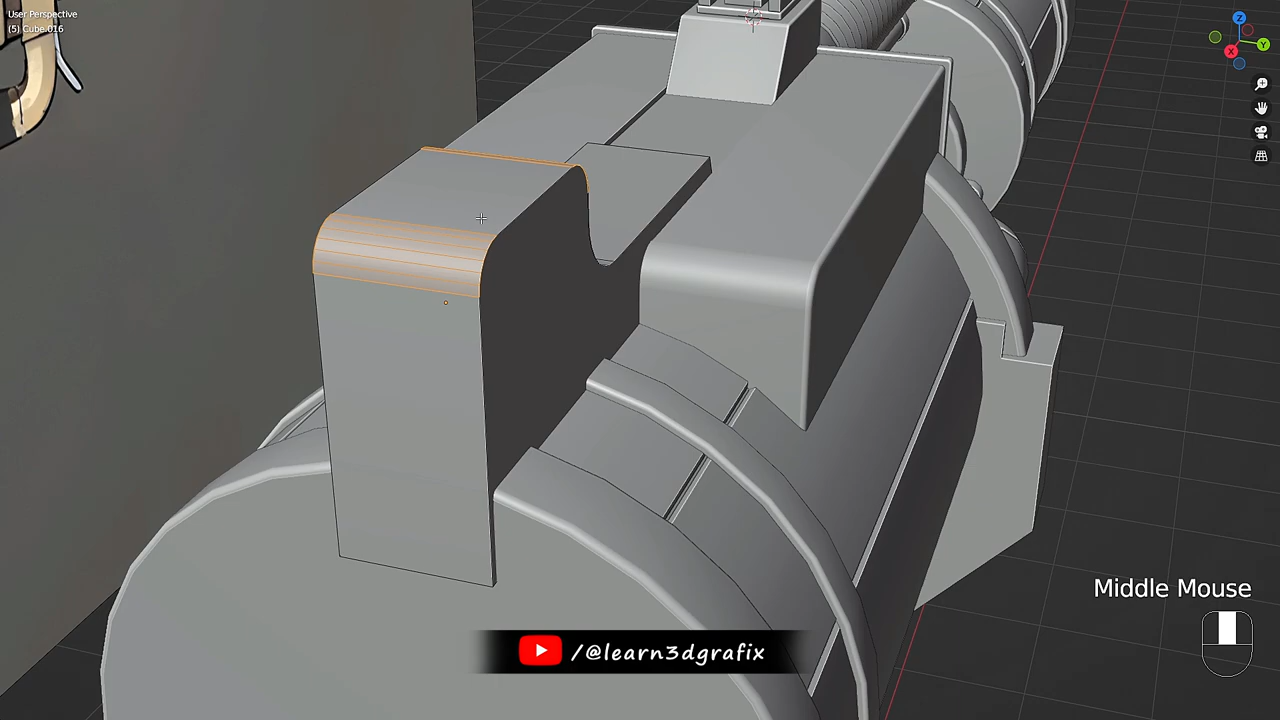 User Perspective
(5) Cube.016
Z
Y
X
Middle Mouse
/@learn3dgrafix